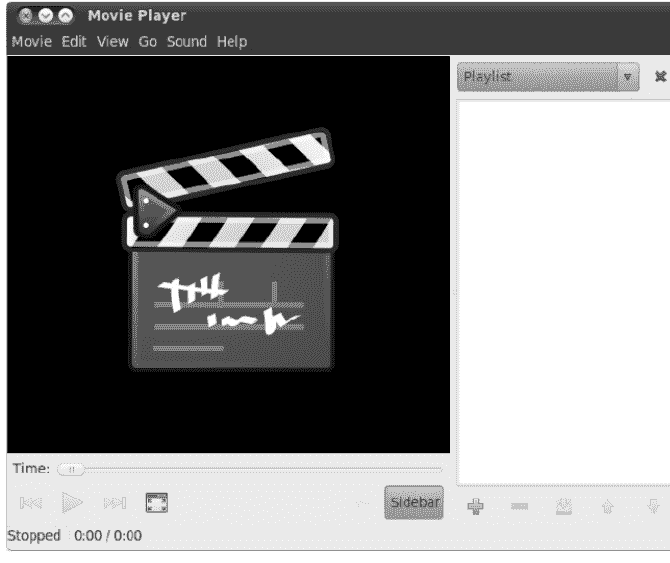 Movie Player
Movie Edit View Go Sound Help
Playlist
Time:
Sidebar
Stopped 0:00 / 0:00